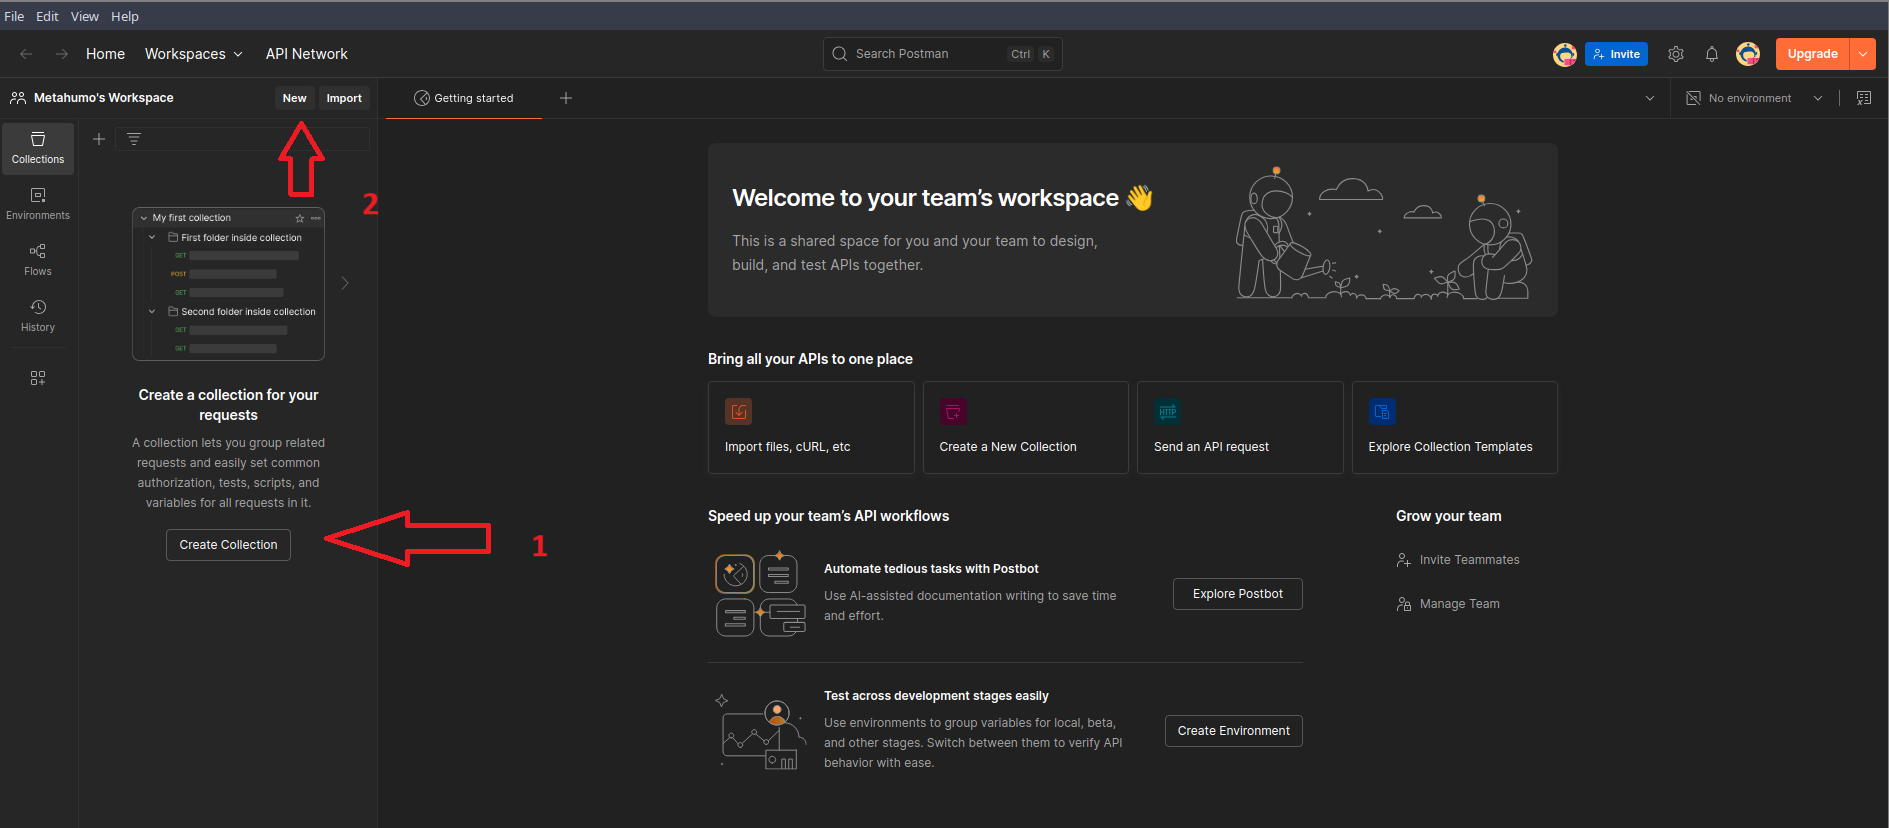 File Edit View Help
Home Workspaces API Network
Search Postman Ctrl K
Invite
Upgrade
Metahumo's Workspace
New Import
Getting started
No environment
Collections
Environments
Flows
History
2
My first collection
First folder inside collection
GET
POST
GET
Second folder inside collection
GET
GET
Create a collection for your
requests
A collection lets you group related
requests and easily set common
authorization, tests, scripts, and
variables for all requests in it.
Create Collection
1
Welcome to your team’s workspace 👋
This is a shared space for you and your team to design,
build, and test APIs together.
Bring all your APIs to one place
Import files, cURL, etc
Create a New Collection
HTTP
Send an API request
Explore Collection Templates
Speed up your team’s API workflows
Automate tedious tasks with Postbot
Use AI-assisted documentation writing to save time
and effort.
Explore Postbot
Test across development stages easily
Use environments to group variables for local, beta,
and other stages. Switch between them to verify API
behavior with ease.
Create Environment
Grow your team
Invite Teammates
Manage Team